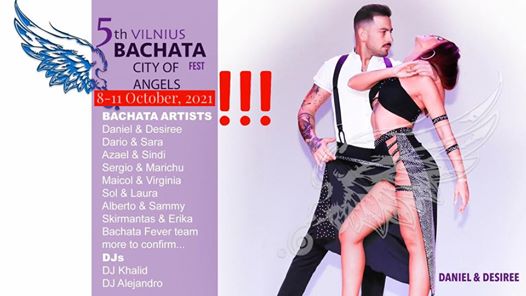 5th VILNIUS
BACHATA
CITY OF FEST
ANGELS
8-11 October, 2021 !!!
BACHATA ARTISTS
Daniel & Desiree
Dario & Sara
Azael & Sindi
Sergio & Marichu
Maicol & Virginia
Sol & Laura
Alberto & Sammy
Skirmantas & Erika
Bachata Fever team
more to confirm...
DJs
DJ Khalid
DJ Alejandro
DANIEL & DESIREE